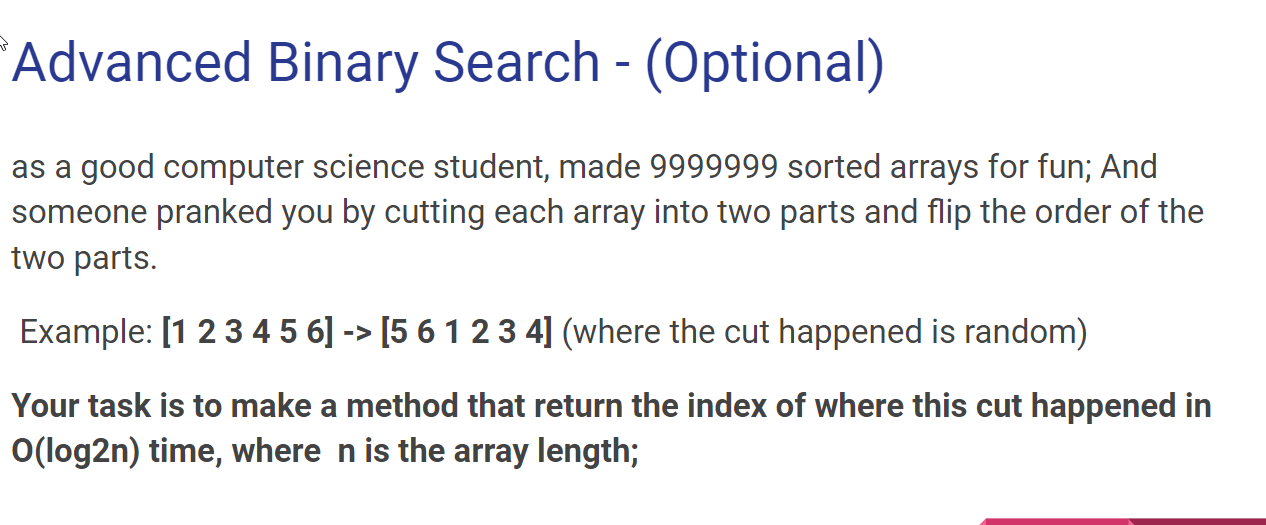 Advanced Binary Search - (Optional)
as a good computer science student, made 9999999 sorted arrays for fun; And
someone pranked you by cutting each array into two parts and flip the order of the
two parts.
Example: [1 2 3 4 5 6] -> [5 6 1 2 3 4] (where the cut happened is random)
Your task is to make a method that return the index of where this cut happened in
O(log2n) time, where  n is the array length;